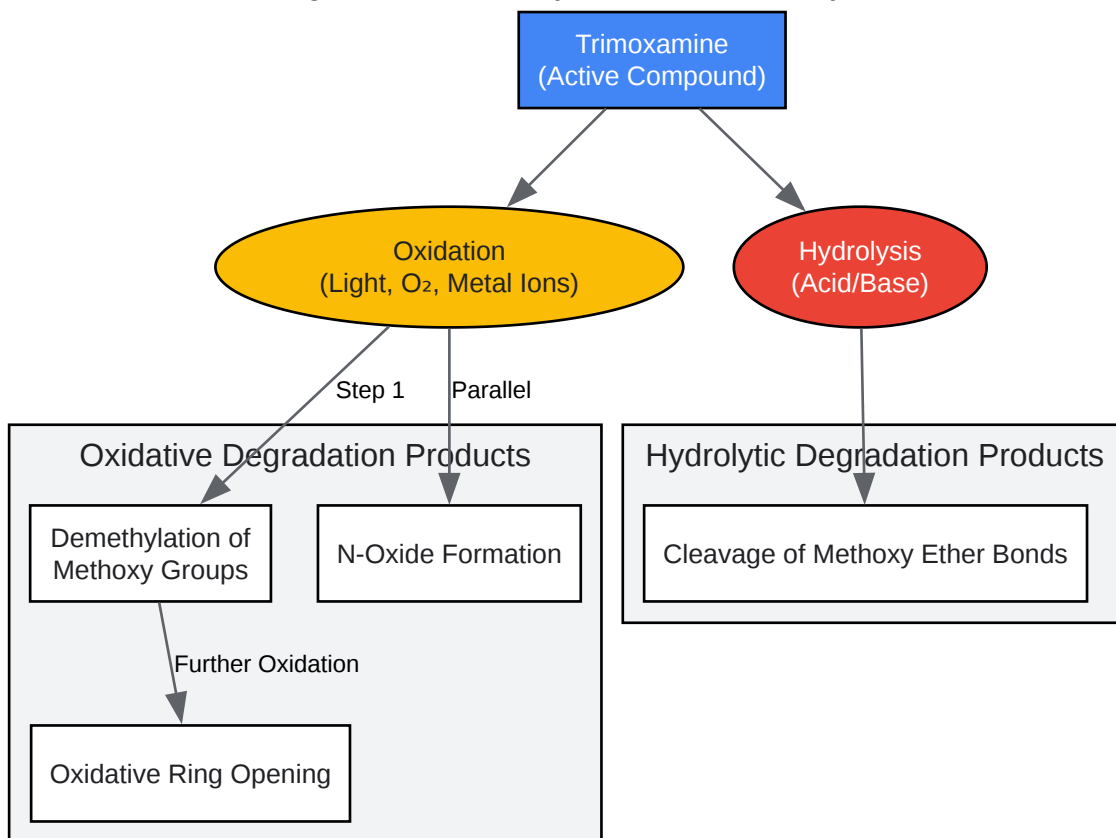 Trimoxamine
(Active Compound)
Oxidation
(Light, O₂, Metal Ions)
Hydrolysis
(Acid/Base)
Step 1
Parallel
Oxidative Degradation Products
Hydrolytic Degradation Products
Demethylation of
Methoxy Groups
N-Oxide Formation
Cleavage of Methoxy Ether Bonds
Further Oxidation
Oxidative Ring Opening